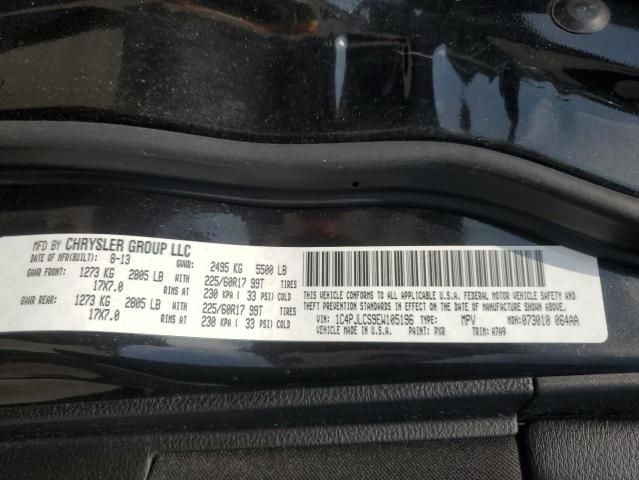 MFD BY CHRYSLER GROUP LLC
DATE OF MFR(BUILT): 8-13 GVWR: 2495 KG 5500 LB
GAWR FRONT: 1273 KG 2805 LB WITH 225/60R17 99T TIRES
17X7.0 RIMS AT 230 KPA ( 33 PSI) COLD
GAWR REAR: 1273 KG 2805 LB WITH 225/60R17 99T TIRES
17X7.0 RIMS AT 230 KPA ( 33 PSI) COLD
THIS VEHICLE CONFORMS TO ALL APPLICABLE U.S.A. FEDERAL MOTOR VEHICLE SAFETY AND
THEFT PREVENTION STANDARDS IN EFFECT ON THE DATE OF MANUFACTURE SHOWN ABOVE.
VIN: 1C4PJLCS9EW105196 TYPE: MPV MDH: 073010 064AA
MADE IN U.S.A. PAINT: PXR TRIM: A7A9